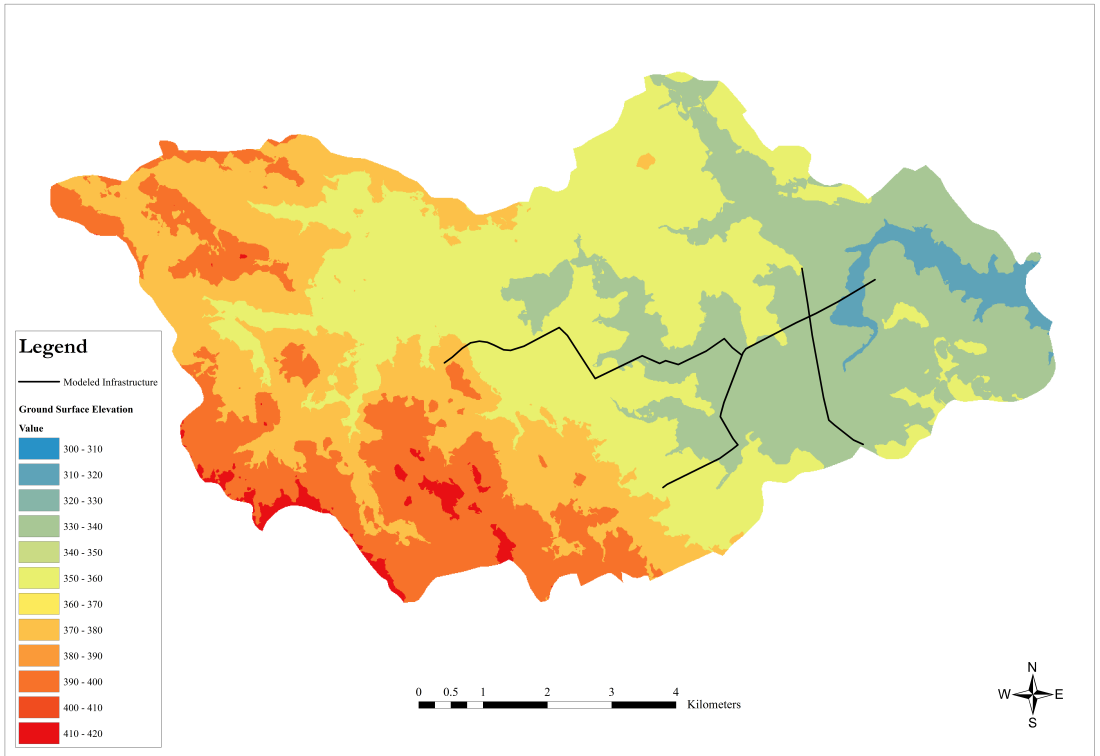 Legend
Modeled Infrastructure
Ground Surface Elevation
Value
300 - 310
310 - 320
320 - 330
330 - 340
340 - 350
350 - 360
360 - 370
370 - 380
380 - 390
390 - 400
400 - 410
410 - 420
0 0.5 1 2 3 4
Kilometers
N
W E
S